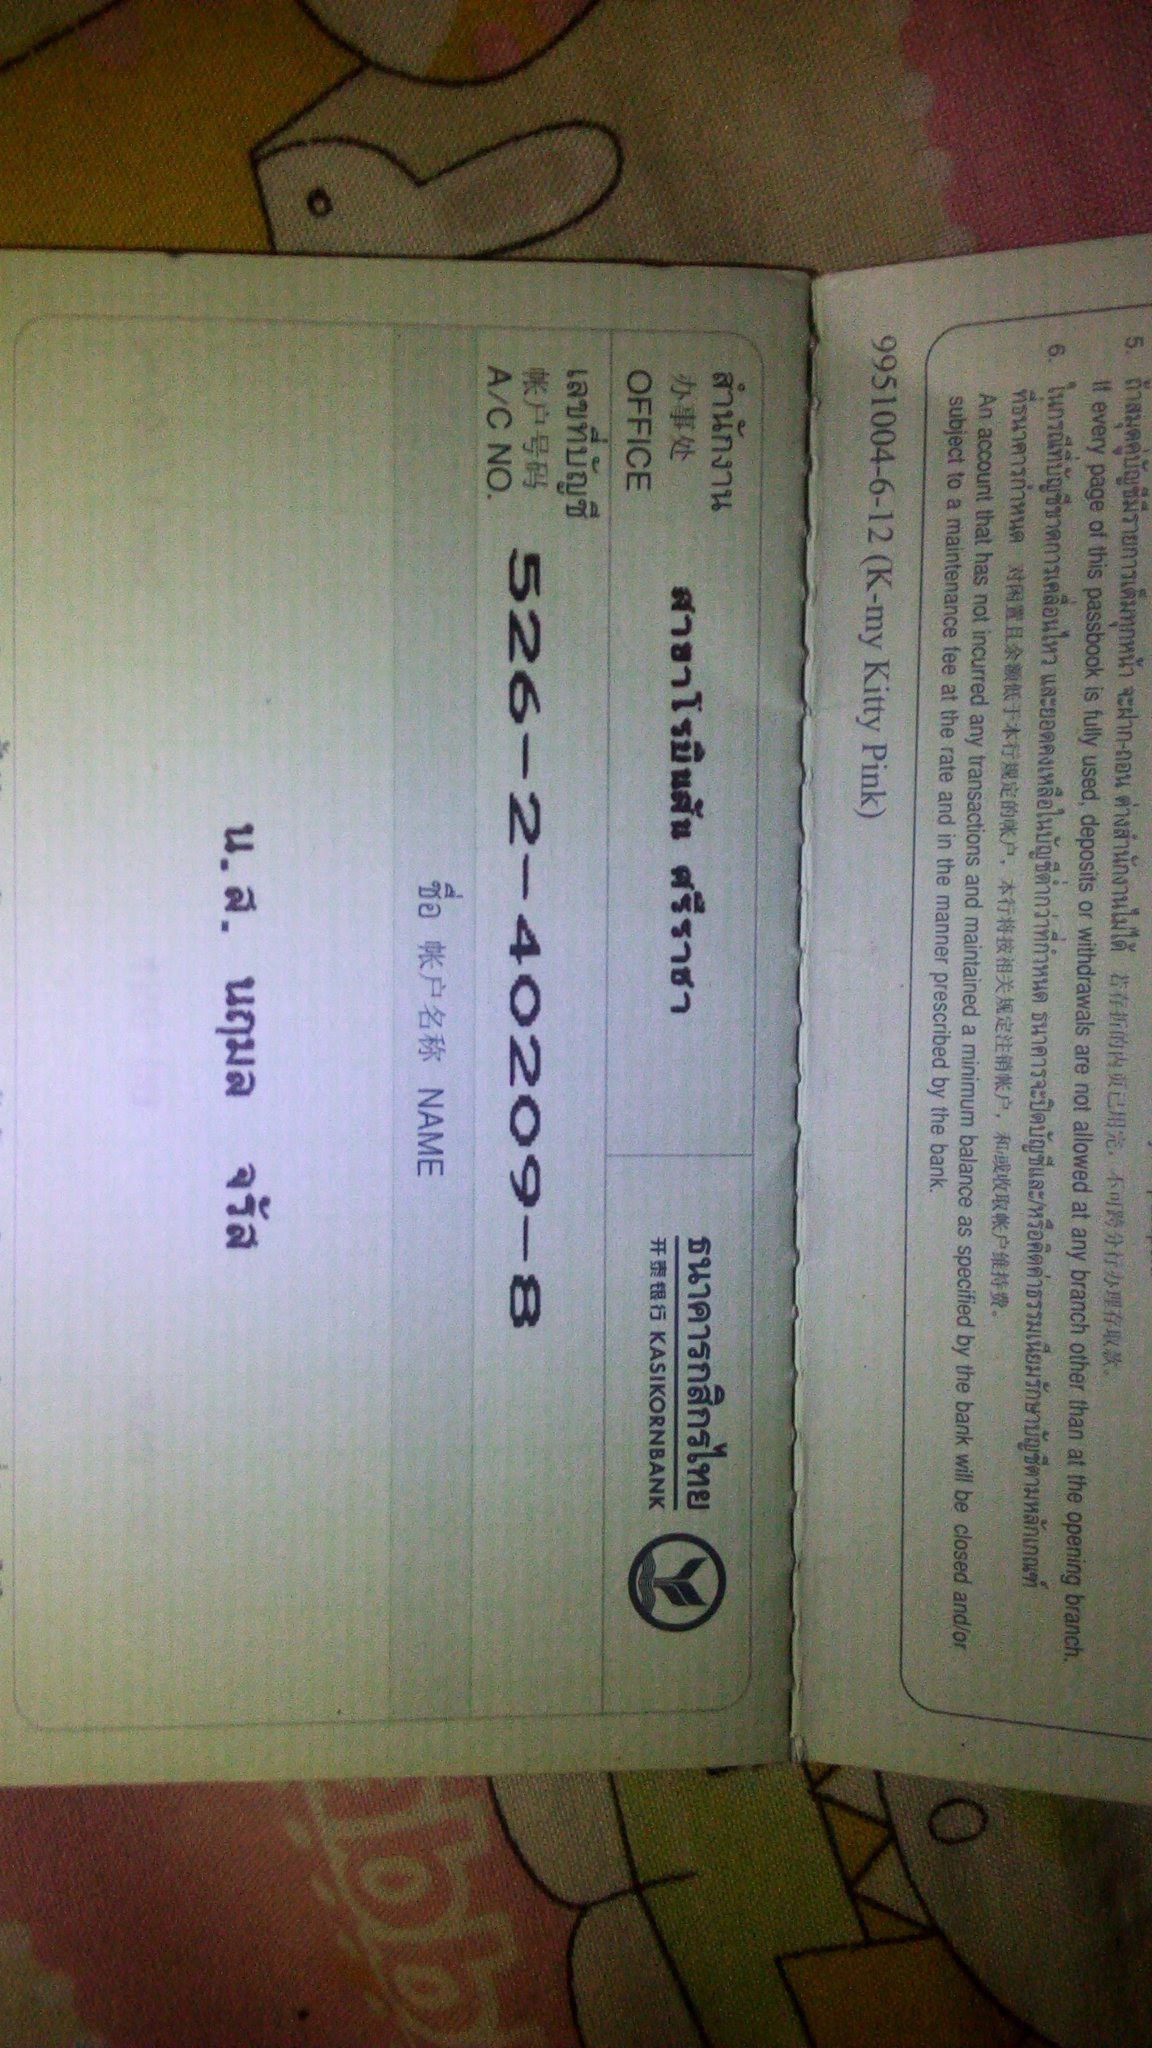 5. ถ้าสมุดคู่บัญชีมีรายการเต็มทุกหน้า จะฝาก-ถอน ต่างสำนักงานไม่ได้ 若存折的内页已用完，不可跨分行办理存取款。
If every page of this passbook is fully used, deposits or withdrawals are not allowed at any branch other than at the opening branch.
6. ในกรณีที่บัญชีขาดการเคลื่อนไหว และยอดคงเหลือในบัญชีต่ำกว่าที่กำหนด ธนาคารจะปิดบัญชีและ/หรือคิดค่าธรรมเนียมรักษาบัญชีตามหลักเกณฑ์
ที่ธนาคารกำหนด 对闲置且余额低于本行规定的帐户，本行将按相关规定注销帐户，和或收取帐户维持费。
An account that has not incurred any transactions and maintained a minimum balance as specified by the bank will be closed and/or
subject to a maintenance fee at the rate and in the manner prescribed by the bank.
9951004-6-12 (K-my Kitty Pink)
สำนักงาน
办事处
OFFICE
สาขาโรบินสัน ศรีราชา
ธนาคารกสิกรไทย
开泰银行 KASIKORNBANK
เลขที่บัญชี
帐户号码
A/C NO.
526-2-40209-8
ชื่อ 帐户名称 NAME
น.ส. นฤมล จรัส